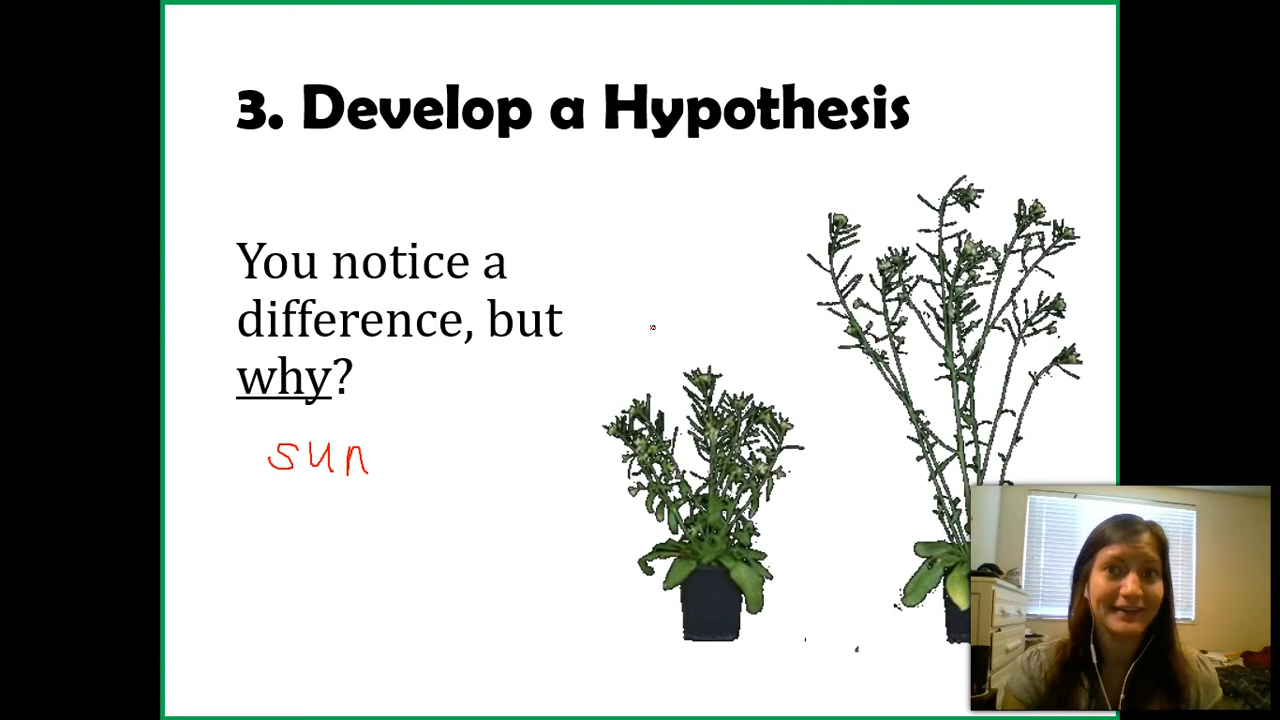 3. Develop a Hypothesis
You notice a
difference, but
why?
sun